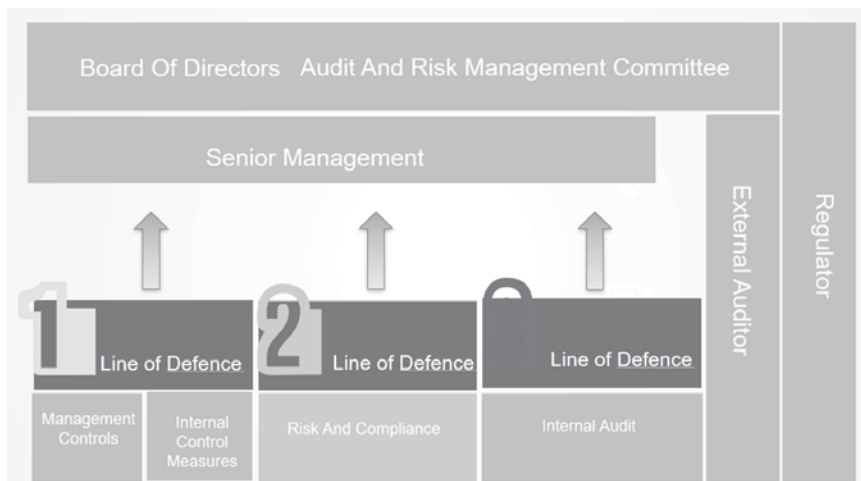 Board Of Directors Audit And Risk Management Committee
Senior Management
External Auditor
Regulator
1
Line of Defence
2
Line of Defence
3
Line of Defence
Management
Controls
Internal
Control
Measures
Risk And Compliance
Internal Audit